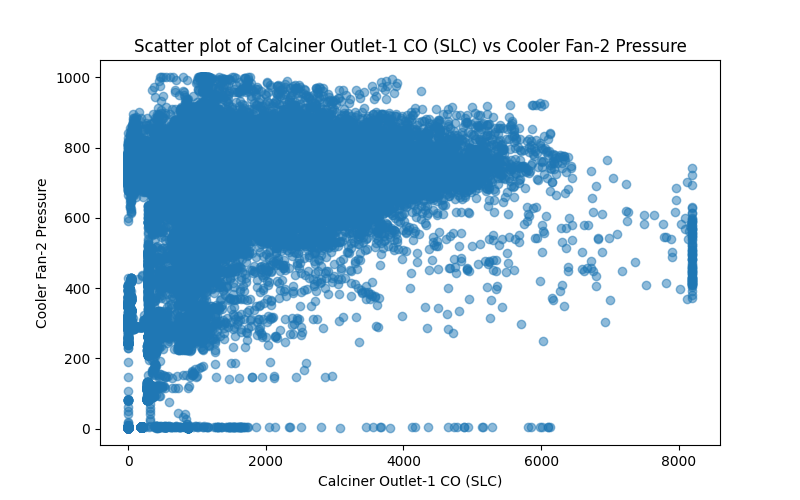 Scatter plot of Calciner Outlet-1 CO (SLC) vs Cooler Fan-2 Pressure
1000
800
600
400
200
0
Cooler Fan-2 Pressure
0 2000 4000 6000 8000
Calciner Outlet-1 CO (SLC)